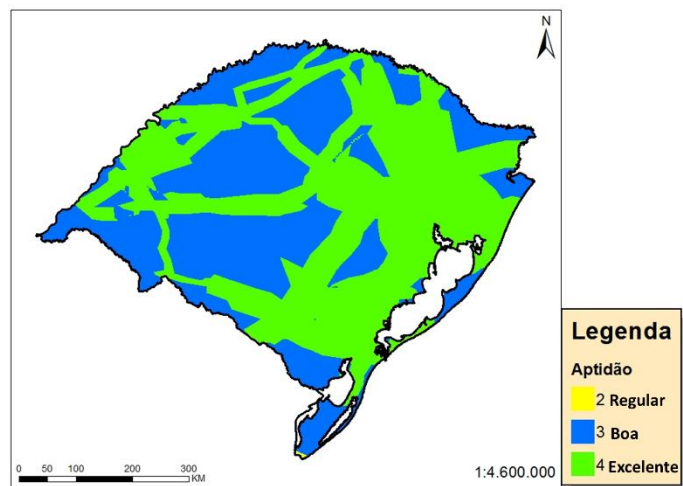 N
Legenda
Aptidão
2 Regular
3 Boa
4 Excelente
0 50 100 200 300
KM
1:4.600.000